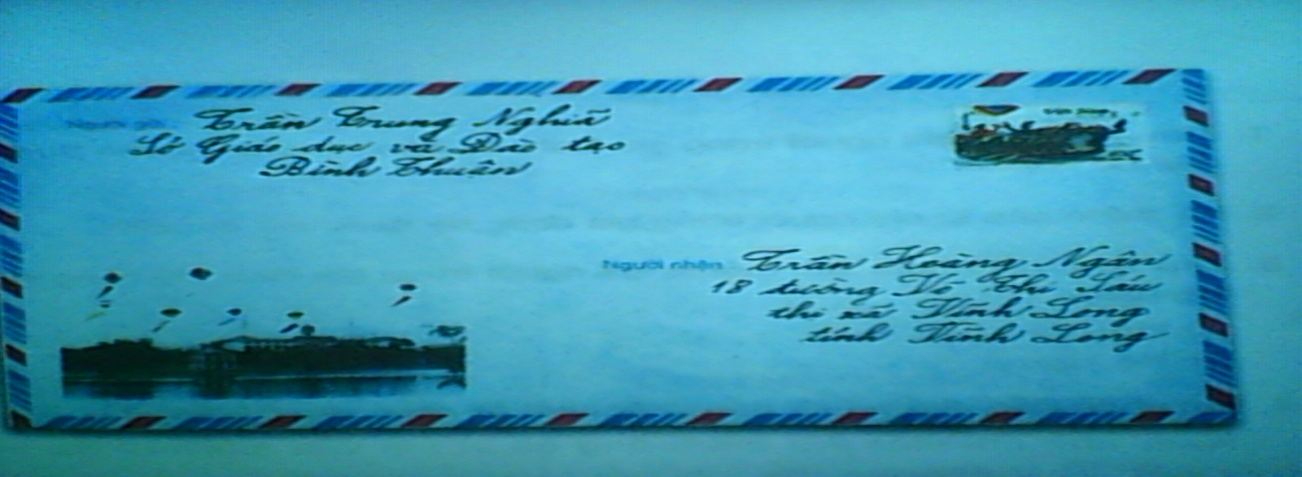 Người gửi: Trần Trung Nghĩa
Sở Giáo dục và Đào tạo
Bình Thuận
Người nhận: Trần Hoàng Ngân
18 đường Võ Thị Sáu
thị xã Vĩnh Long
tỉnh Vĩnh Long